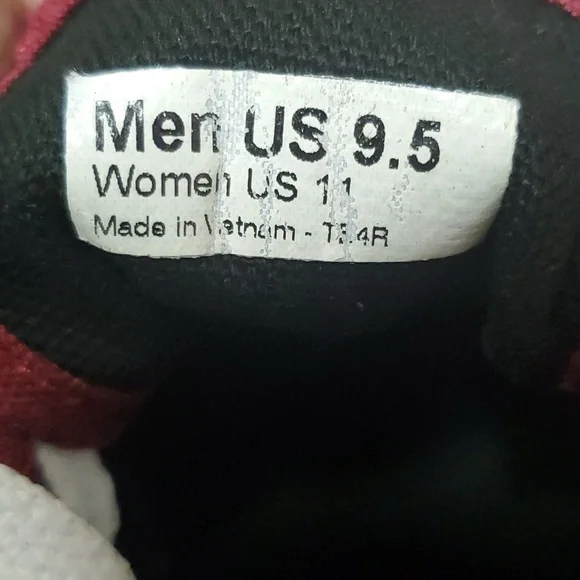 Men US 9.5
Women US 11
Made in Vietnam -